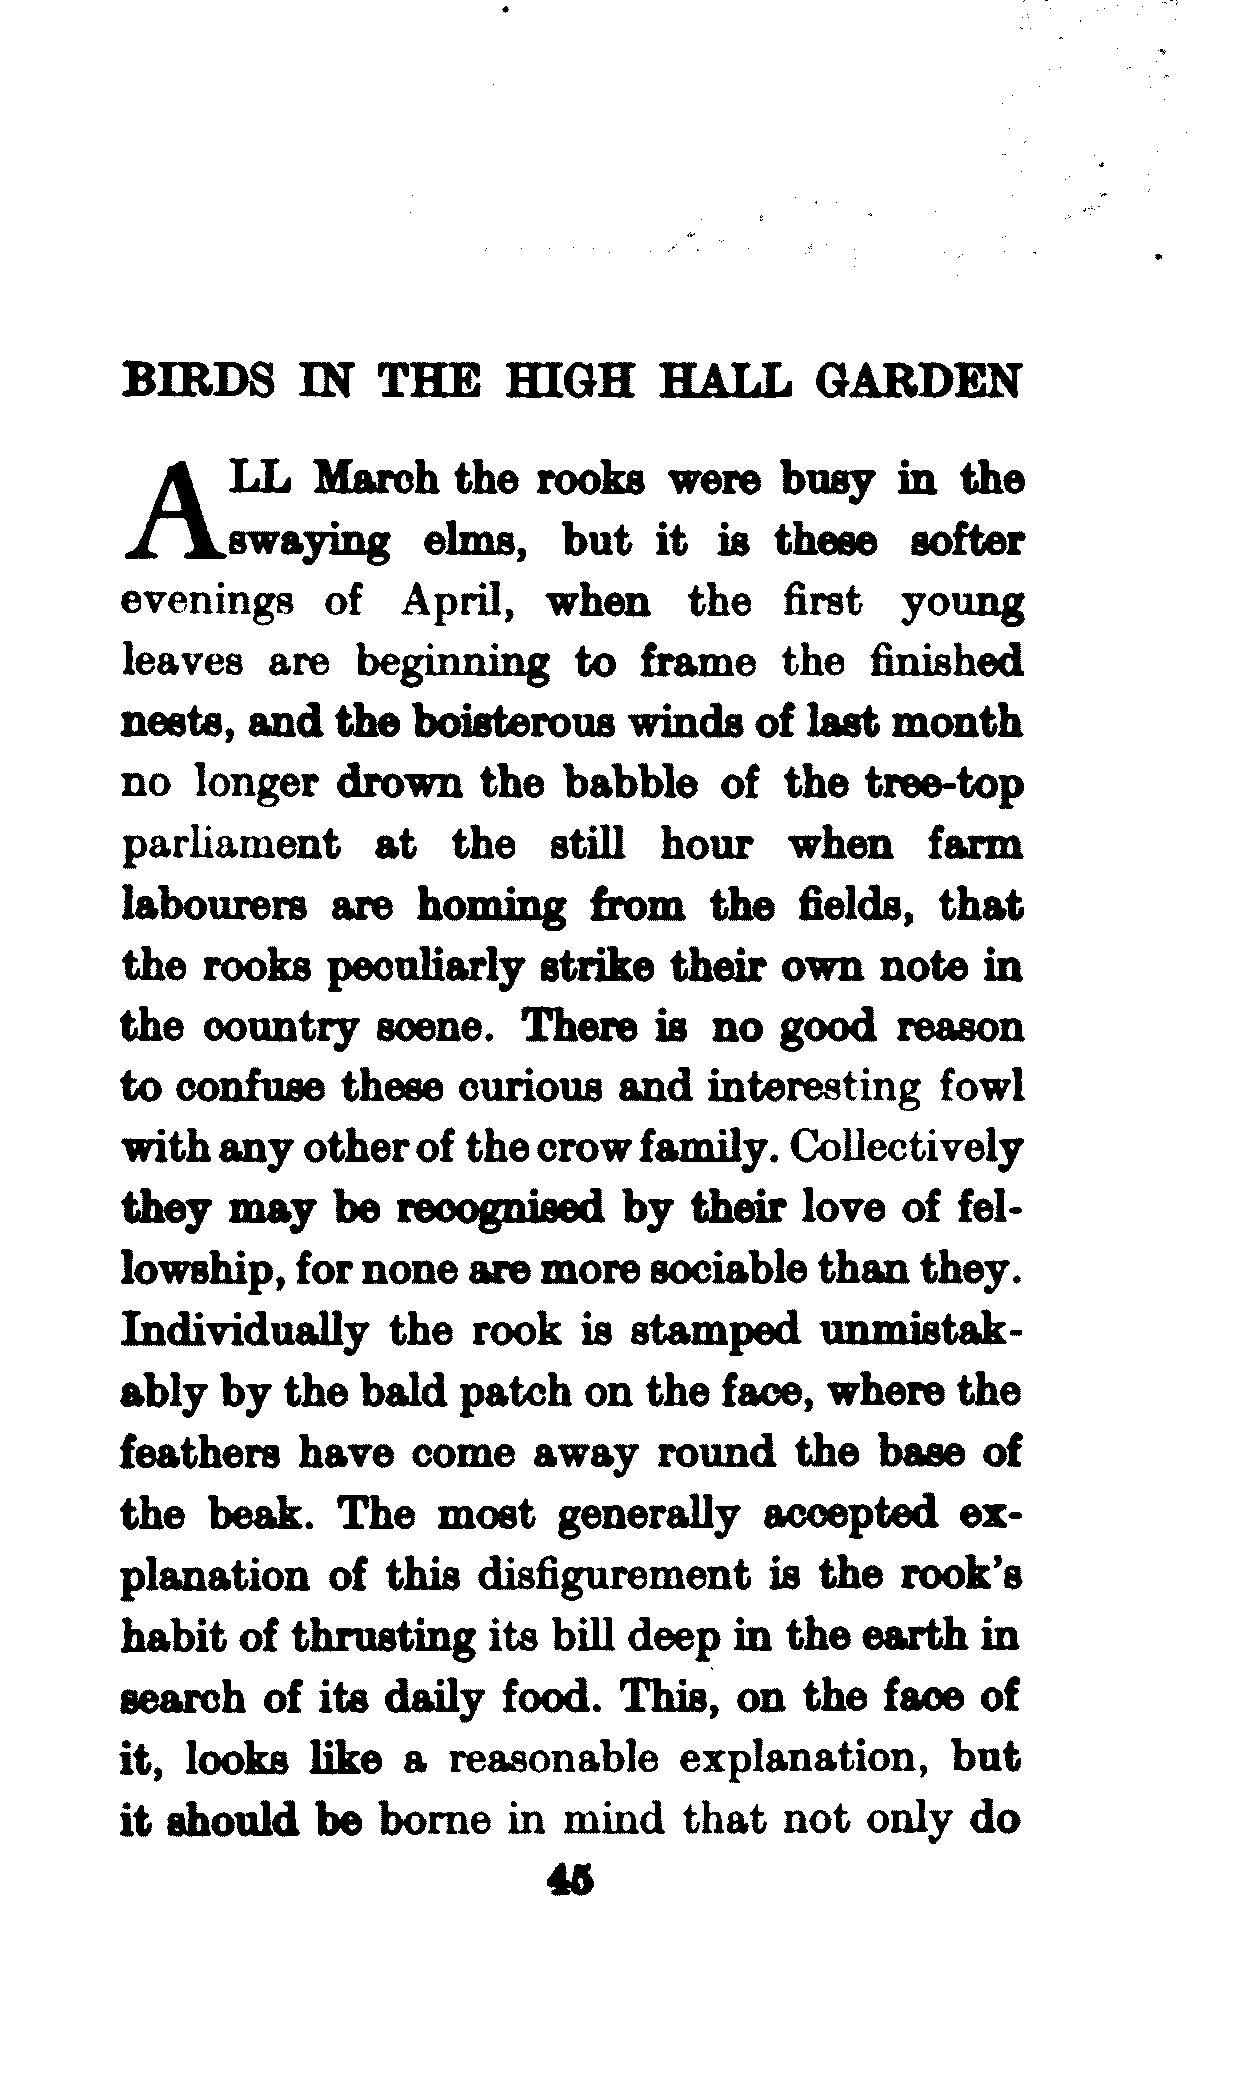 BIRDS IN THE HIGH HALL GARDEN
ALL March the rooks were busy in the
swaying elms, but it is these softer
evenings of April, when the first young
leaves are beginning to frame the finished
nests, and the boisterous winds of last month
no longer drown the babble of the tree-top
parliament at the still hour when farm
labourers are homing from the fields, that
the rooks peculiarly strike their own note in
the country scene. There is no good reason
to confuse these curious and interesting fowl
with any other of the crow family. Collectively
they may be recognised by their love of fel-
lowship, for none are more sociable than they.
Individually the rook is stamped unmistak-
ably by the bald patch on the face, where the
feathers have come away round the base of
the beak. The most generally accepted ex-
planation of this disfigurement is the rook's
habit of thrusting its bill deep in the earth in
search of its daily food. This, on the face of
it, looks like a reasonable explanation, but
it should be borne in mind that not only do
45